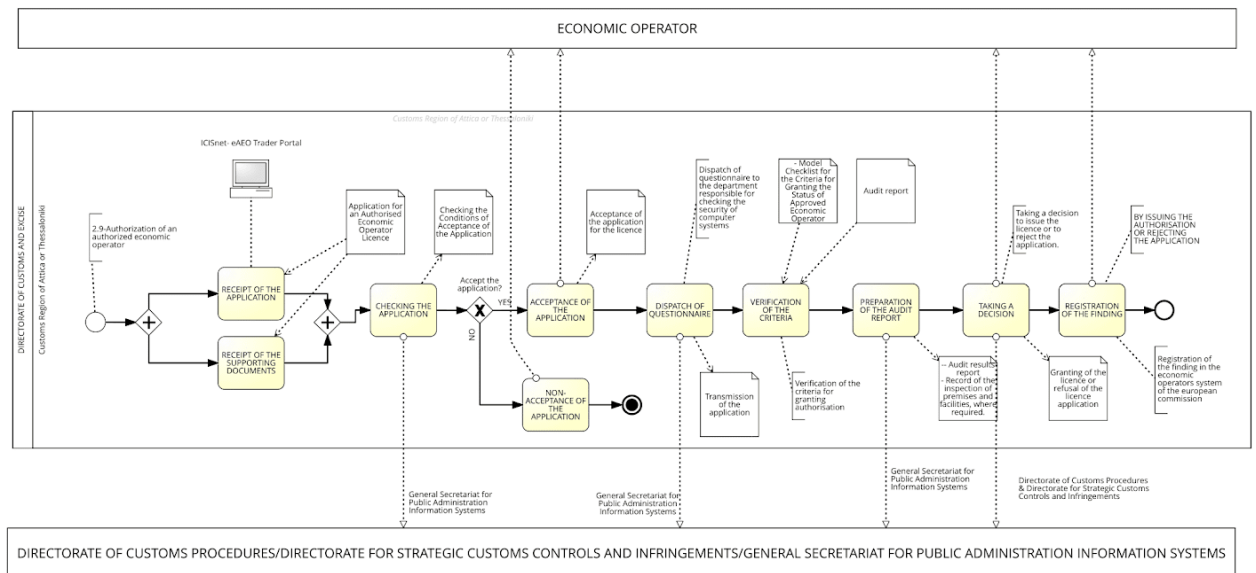 ECONOMIC OPERATOR
DIRECTORATE OF CUSTOMS AND EXCISE
Customs Region of Attica or Thessaloniki
Customs Region of Attica or Thessaloniki
ICISnet- eAEO Trader Portal
2.9-Authorization of an
authorized economic
operator
RECEIPT OF THE
APPLICATION
RECEIPT OF THE
SUPPORTING
DOCUMENTS
Application for
an Authorised
Economic
Operator
Licence
Checking the
Conditions of
Acceptance of
the Application
CHECKING THE
APPLICATION
Accept the
application?
YES
NO
ACCEPTANCE OF
THE
APPLICATION
Acceptance of
the application
for the licence
NON-
ACCEPTANCE OF
THE
APPLICATION
Dispatch of
questionnaire to
the department
responsible for
checking the
security of
computer
systems
DISPATCH OF
QUESTIONNAIRE
Transmission
of the
application
- Model
Checklist for
the Criteria for
Granting the
Status of
Approved
Economic
Operator
Audit report
VERIFICATION
OF THE
CRITERIA
Verification of the
criteria for
granting
authorisation
PREPARATION
OF THE AUDIT
REPORT
-- Audit results
report
- Record of the
inspection of
premises and
facilities, where
required.
Taking a decision
to issue the
licence or to
reject the
application.
TAKING A
DECISION
Granting of the
licence or
refusal of the
licence
application
BY ISSUING THE
AUTHORISATION
OR REJECTING
THE APPLICATION
REGISTRATION
OF THE FINDING
Registration of
the finding in the
economic
operators system
of the european
commission
General Secretariat for
Public Administration
Information Systems
General Secretariat for
Public Administration
Information Systems
General Secretariat for
Public Administration
Information Systems
Directorate of Customs Procedures
& Directorate for Strategic Customs
Controls and Infringements
DIRECTORATE OF CUSTOMS PROCEDURES/DIRECTORATE FOR STRATEGIC CUSTOMS CONTROLS AND INFRINGEMENTS/GENERAL SECRETARIAT FOR PUBLIC ADMINISTRATION INFORMATION SYSTEMS